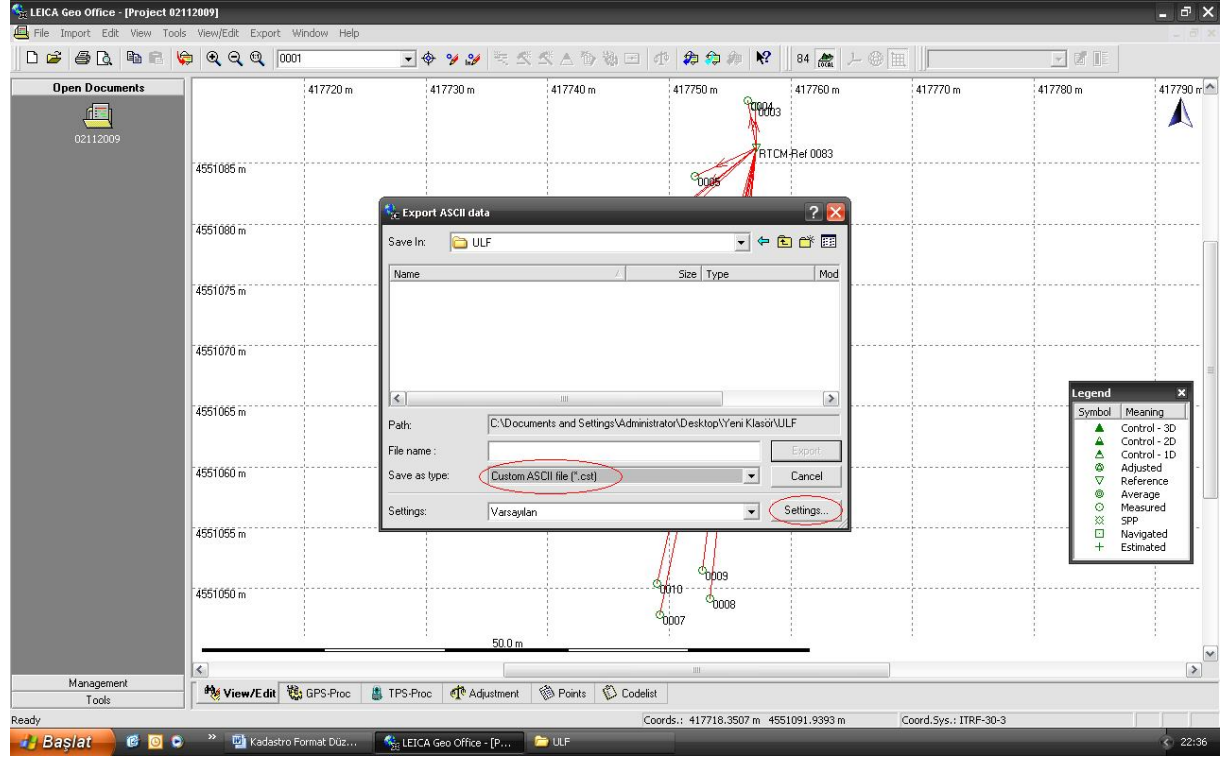 LEICA Geo Office - [Project 02112009]
File Import Edit View Tools View/Edit Export Window Help
0001
84
LOCAL
Open Documents
02112009
417720 m 417730 m 417740 m 417750 m 417760 m 417770 m 417780 m 417790 m
0004
0003
RTCM-Ref 0083
4551085 m
0005
Export ASCII data
4551080 m
Save In: ULF
Name Size Type Mod
4551075 m
4551070 m
4551065 m
Path: C:\Documents and Settings\Administrator\Desktop\Yeni Klasör\ULF
File name : Export
4551060 m
Save as type: Custom ASCII file (*.cst) Cancel
Settings: Varsayılan Settings...
4551055 m
Legend
Symbol Meaning
Control - 3D
Control - 2D
Control - 1D
Adjusted
Reference
Average
Measured
SPP
Navigated
Estimated
0009
0010
4551050 m
0008
0007
50.0 m
Management
Tools
View/Edit GPS-Proc TPS-Proc Adjustment Points Codelist
Ready Coords.: 417718.3507 m 4551091.9393 m Coord.Sys.: ITRF-30-3
Başlat Kadastro Format Düz... LEICA Geo Office - [P... ULF 22:36